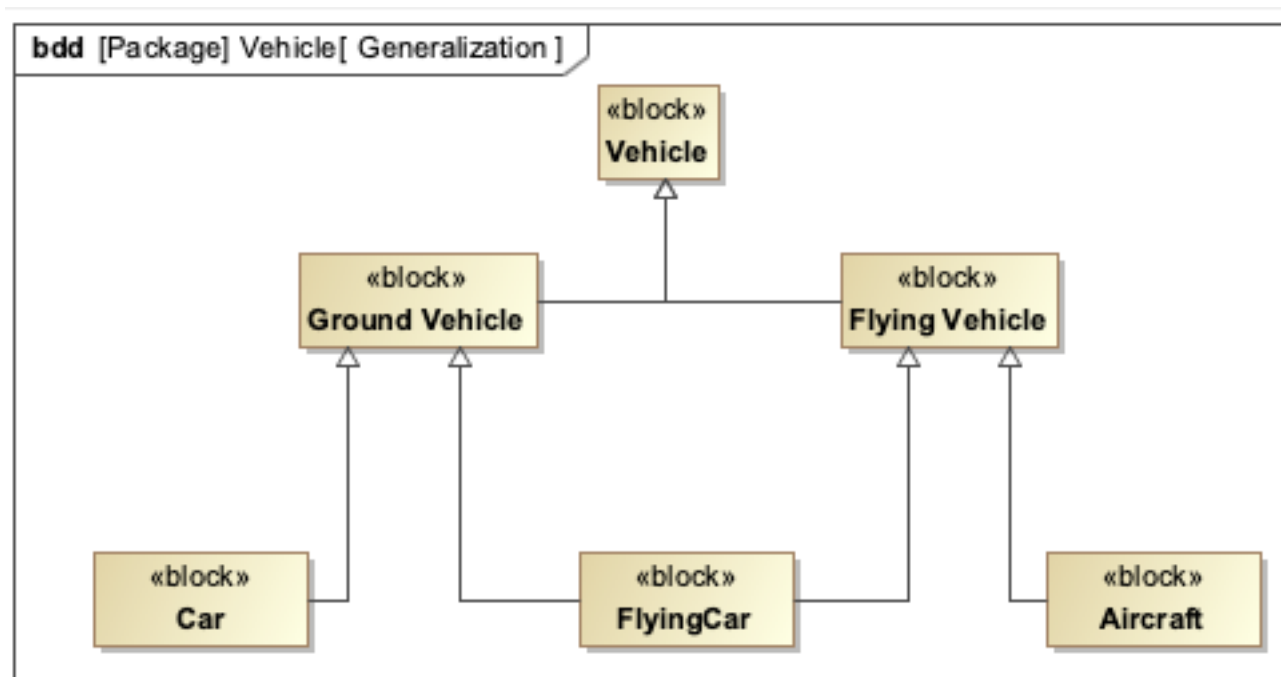 bdd [Package] Vehicle[ Generalization ]
«block»
Vehicle
«block»
Ground Vehicle
«block»
Flying Vehicle
«block»
Car
«block»
FlyingCar
«block»
Aircraft